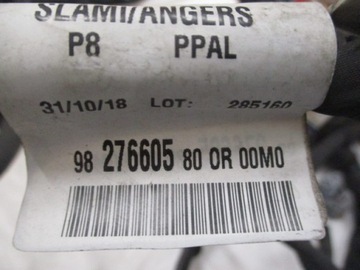 SLAMI/ANGERS
P8 PPAL
31/10/18 LOT: 285160
98 276605 80 OR 00M0